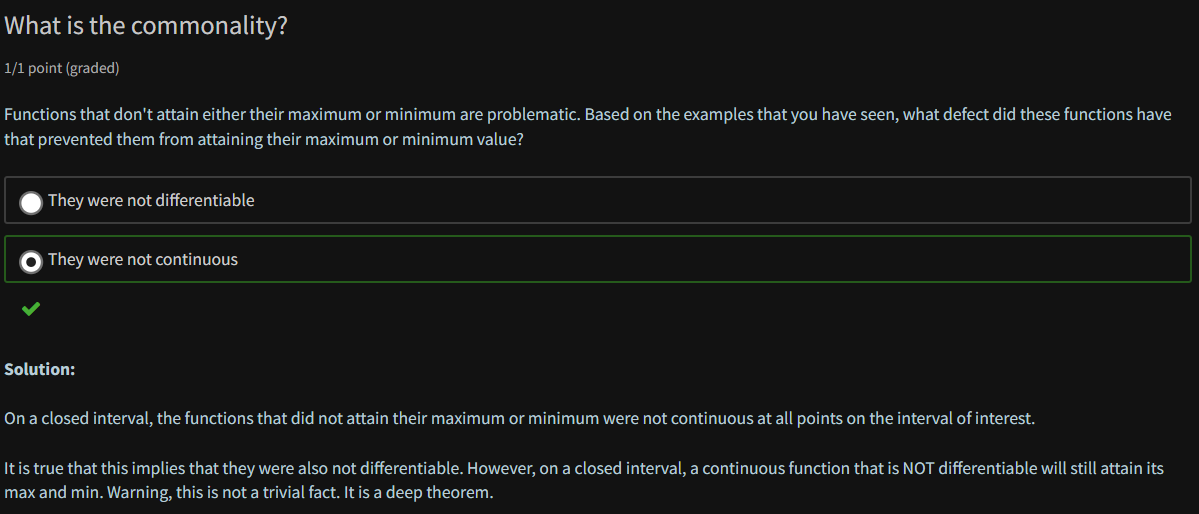 What is the commonality?
1/1 point (graded)
Functions that don't attain either their maximum or minimum are problematic. Based on the examples that you have seen, what defect did these functions have
that prevented them from attaining their maximum or minimum value?
They were not differentiable
They were not continuous
Solution:
On a closed interval, the functions that did not attain their maximum or minimum were not continuous at all points on the interval of interest.
It is true that this implies that they were also not differentiable. However, on a closed interval, a continuous function that is NOT differentiable will still attain its
max and min. Warning, this is not a trivial fact. It is a deep theorem.